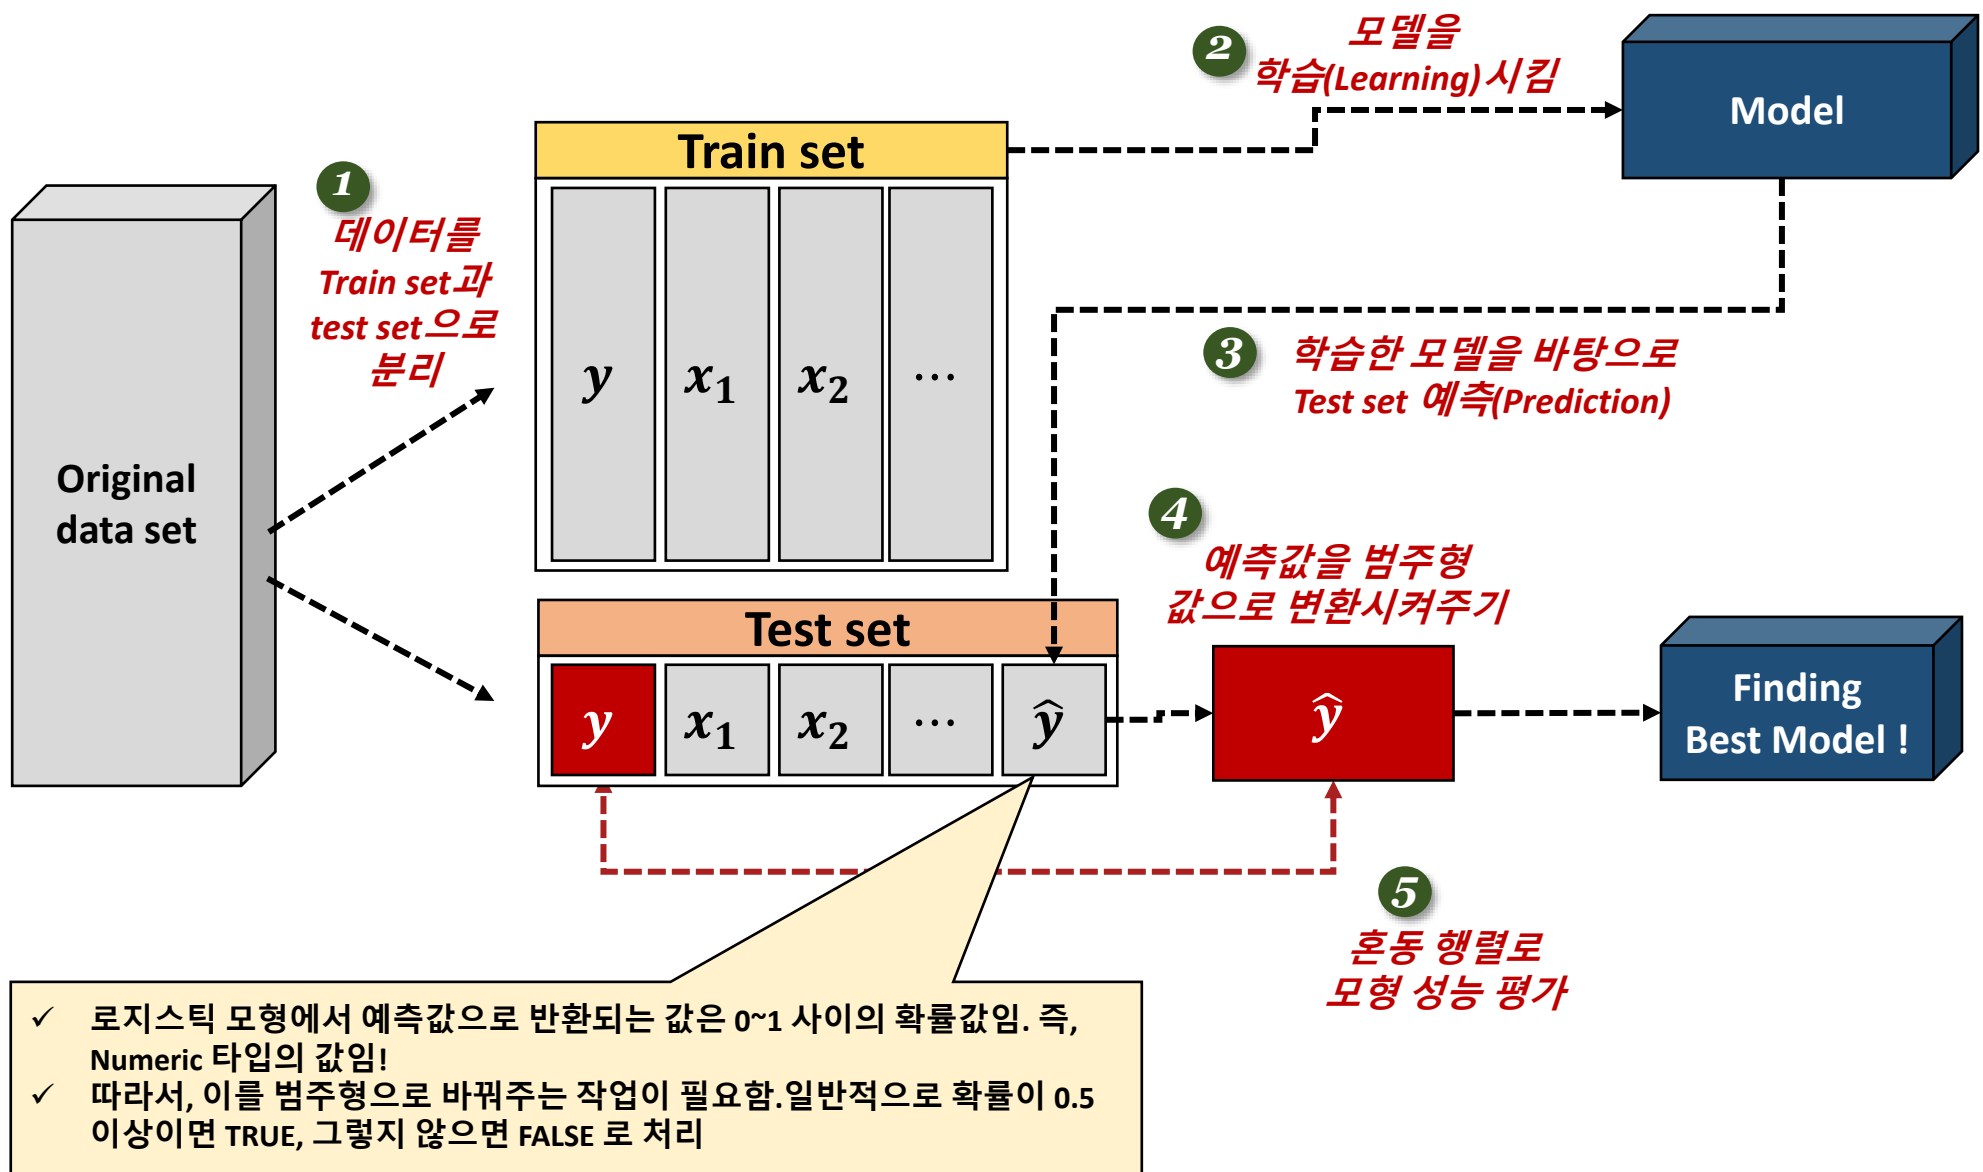 1
데이터를
Train set과
test set으로
분리
2
모델을
학습(Learning)시킴
Model
Original
data set
Train set
y x₁ x₂ ⋯
3
학습한 모델을 바탕으로
Test set 예측(Prediction)
4
예측값을 범주형
값으로 변환시켜주기
Test set
y x₁ x₂ ⋯ ŷ
ŷ
Finding
Best Model !
5
혼동 행렬로
모형 성능 평가
✓ 로지스틱 모형에서 예측값으로 반환되는 값은 0~1 사이의 확률값임. 즉,
Numeric 타입의 값임!
✓ 따라서, 이를 범주형으로 바꿔주는 작업이 필요함.일반적으로 확률이 0.5
이상이면 TRUE, 그렇지 않으면 FALSE 로 처리